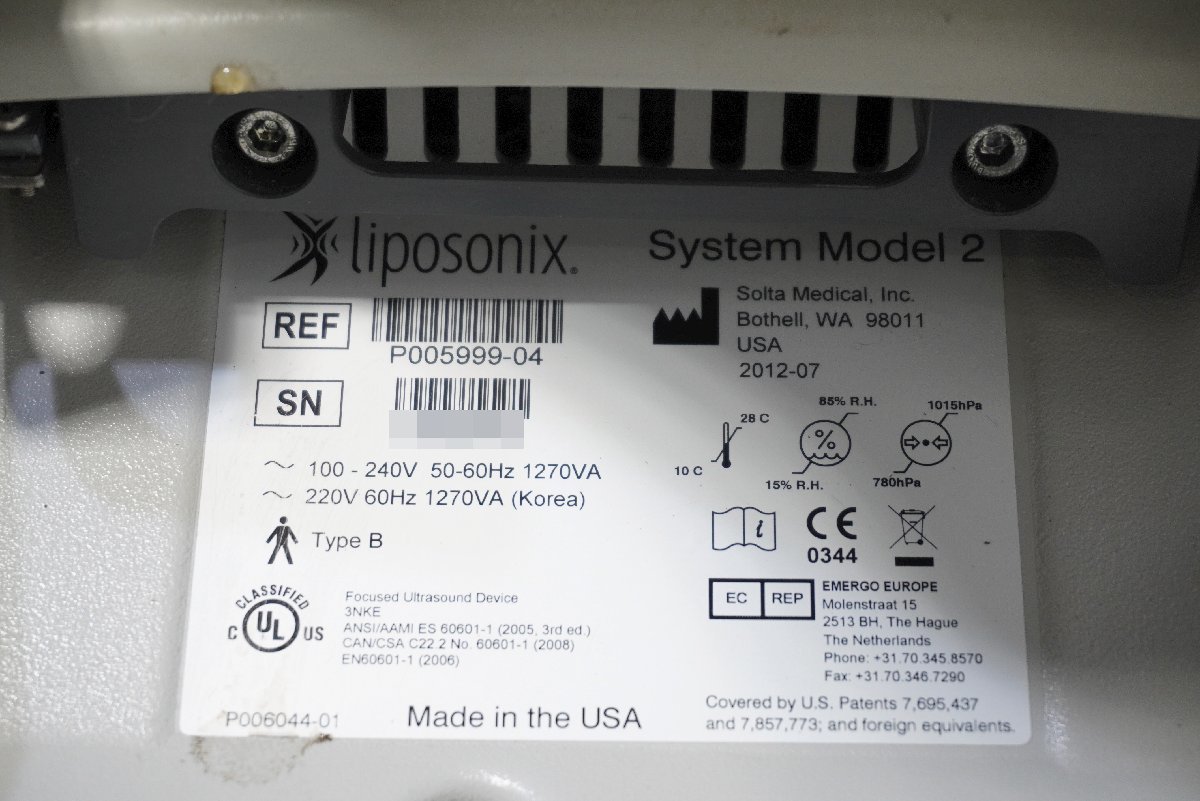 liposonix®
System Model 2
REF
P005999-04
SN
Solta Medical, Inc.
Bothell, WA 98011
USA
2012-07
~ 100 - 240V 50-60Hz 1270VA
~ 220V 60Hz 1270VA (Korea)
Type B
28 C
10 C
85% R.H.
%
15% R.H.
1015hPa
780hPa
i
CE
0344
CLASSIFIED
C UL US
Focused Ultrasound Device
3NKE
ANSI/AAMI ES 60601-1 (2005, 3rd ed.)
CAN/CSA C22.2 No. 60601-1 (2008)
EN60601-1 (2006)
EC REP
EMERGO EUROPE
Molenstraat 15
2513 BH, The Hague
The Netherlands
Phone: +31.70.345.8570
Fax: +31.70.346.7290
P006044-01
Made in the USA
Covered by U.S. Patents 7,695,437
and 7,857,773; and foreign equivalents.